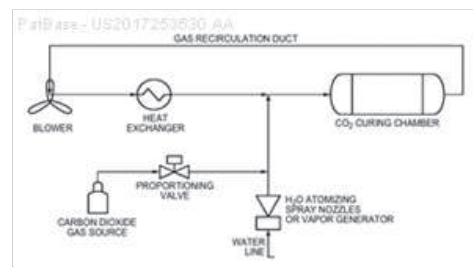 PatBase - US2017253530 AA
GAS RECIRCULATION DUCT
BLOWER
HEAT
EXCHANGER
CO₂ CURING CHAMBER
PROPORTIONING
VALVE
CARBON DIOXIDE
GAS SOURCE
H₂O ATOMIZING
SPRAY NOZZLES
OR VAPOR GENERATOR
WATER
LINE